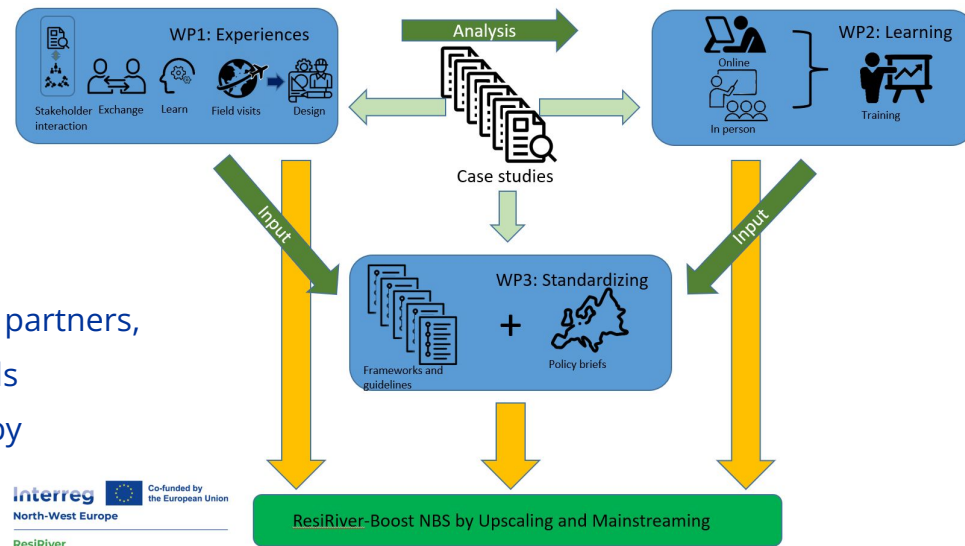 WP1: Experiences
Stakeholder
interaction
Exchange
Learn
Field visits
Design
Analysis
Case studies
WP2: Learning
Online
In person
Training
Input
Input
WP3: Standardizing
+
Frameworks and
guidelines
Policy briefs
partners,
ls
by
ResiRiver-Boost NBS by Upscaling and Mainstreaming
Interreg
Co-funded by
the European Union
North-West Europe
ResiRiver